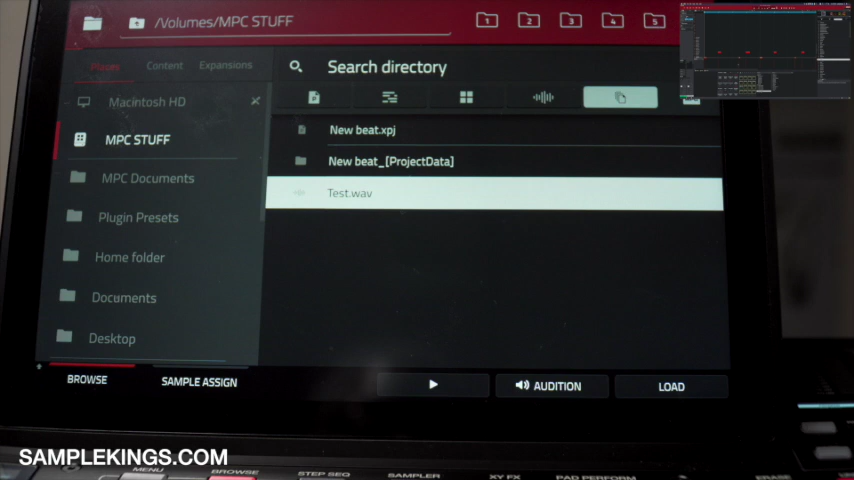 /Volumes/MPC STUFF
1 2 3 4 5
Places Content Expansions
Search directory
Macintosh HD
MPC STUFF
MPC Documents
Plugin Presets
Home folder
Documents
Desktop
New beat.xpj
New beat_[ProjectData]
Test.wav
BROWSE
SAMPLE ASSIGN
AUDITION
LOAD
SAMPLEKINGS.COM
MENU
BROWSE
STEP SEQ
SAMPLER
XY FX
PAD PERFORM
ERASE